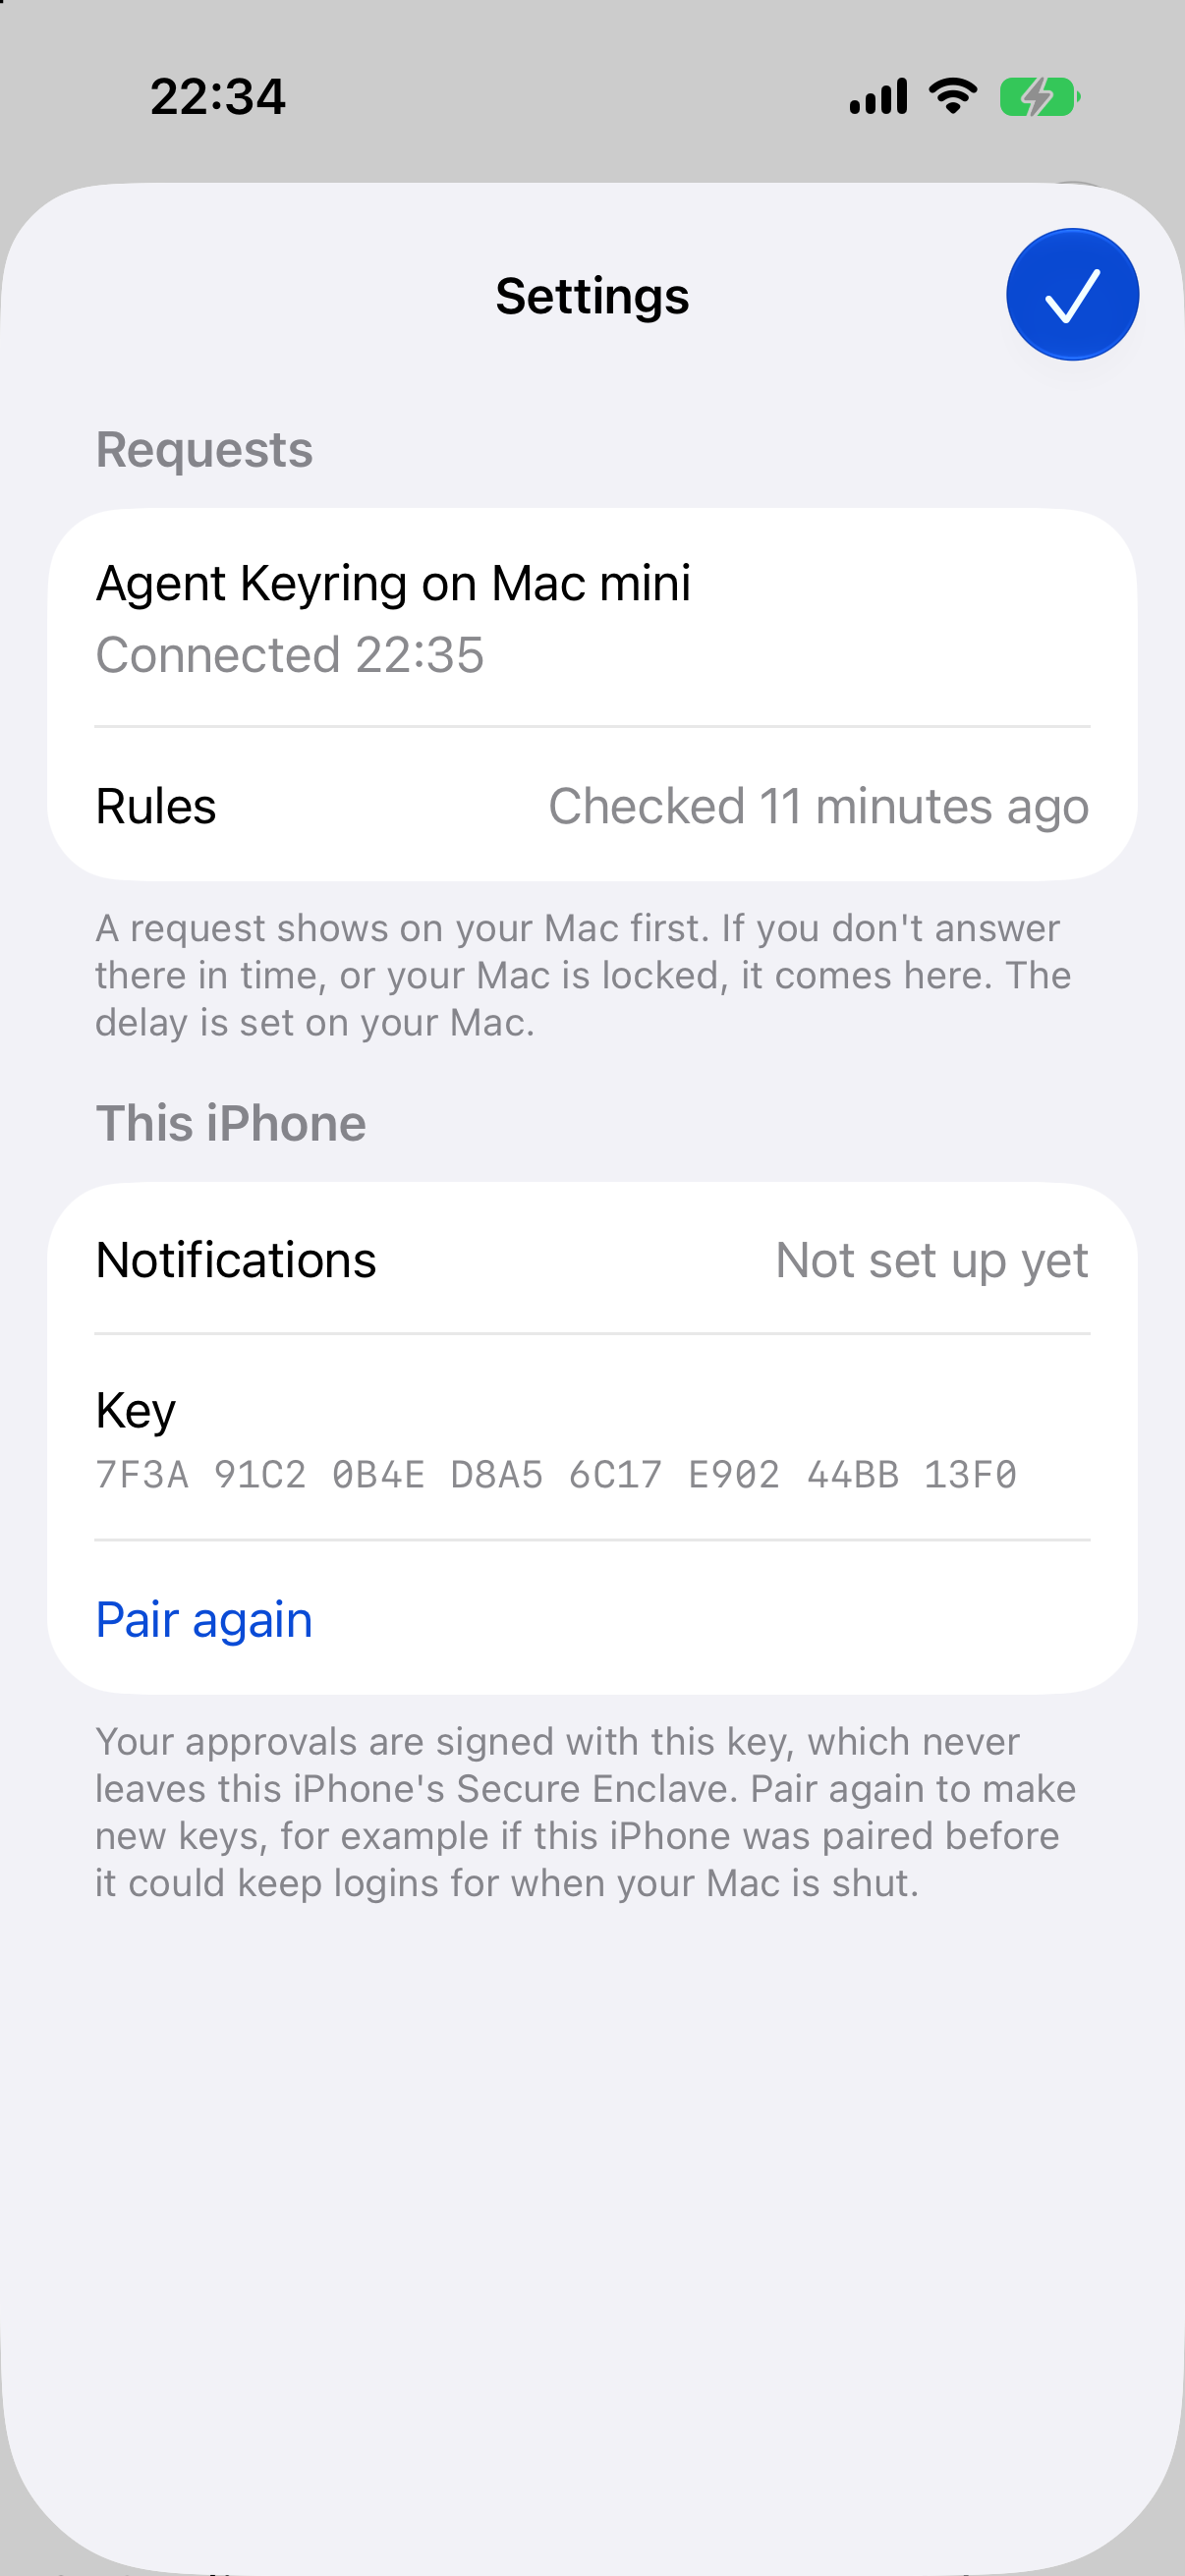 22:34
Settings
Requests
Agent Keyring on Mac mini
Connected 22:35
Rules Checked 11 minutes ago
A request shows on your Mac first. If you don't answer
there in time, or your Mac is locked, it comes here. The
delay is set on your Mac.
This iPhone
Notifications Not set up yet
Key
7F3A 91C2 0B4E D8A5 6C17 E902 44BB 13F0
Pair again
Your approvals are signed with this key, which never
leaves this iPhone's Secure Enclave. Pair again to make
new keys, for example if this iPhone was paired before
it could keep logins for when your Mac is shut.